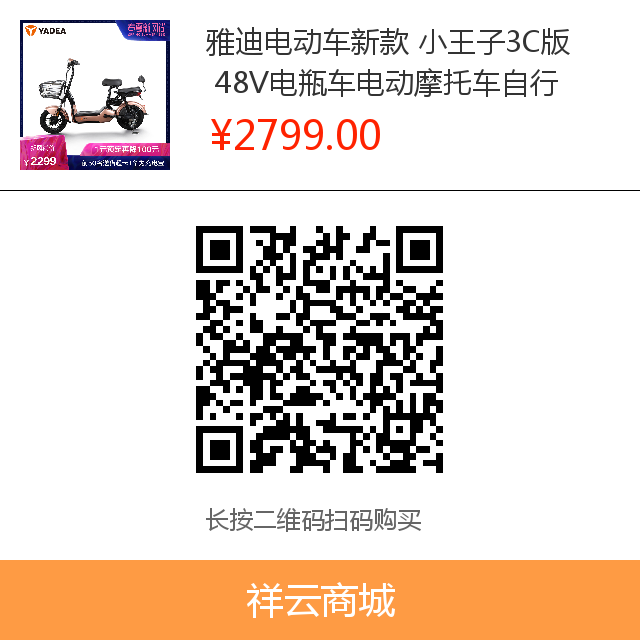 YADEA
雅迪电动车新款 小王子3C版
48V电瓶车电动摩托车自行
¥2799.00
¥2299
长按二维码扫码购买
祥云商城